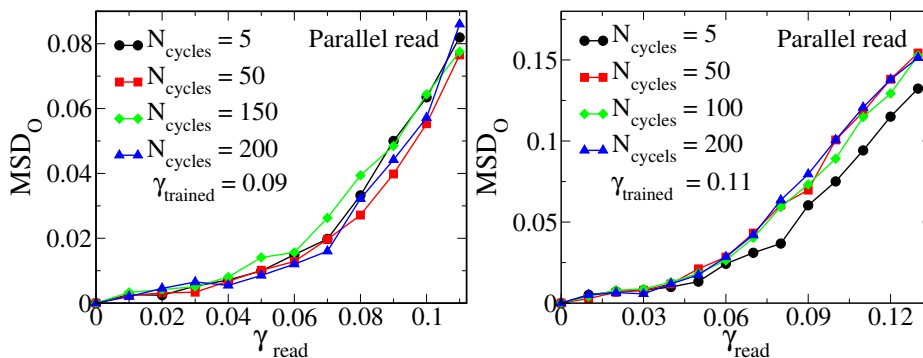 0.08
0.06
0.04
0.02
0
MSD_O
N_cycles = 5
Parallel read
N_cycles = 50
N_cycles = 150
N_cycles = 200
γ_trained = 0.09
0 0.02 0.04 0.06 0.08 0.1
γ_read
0.15
0.10
0.05
0
MSD_O
N_cycles = 5
Parallel read
N_cycles = 50
N_cycles = 100
N_cycels = 200
γ_trained = 0.11
0 0.03 0.06 0.09 0.12
γ_read